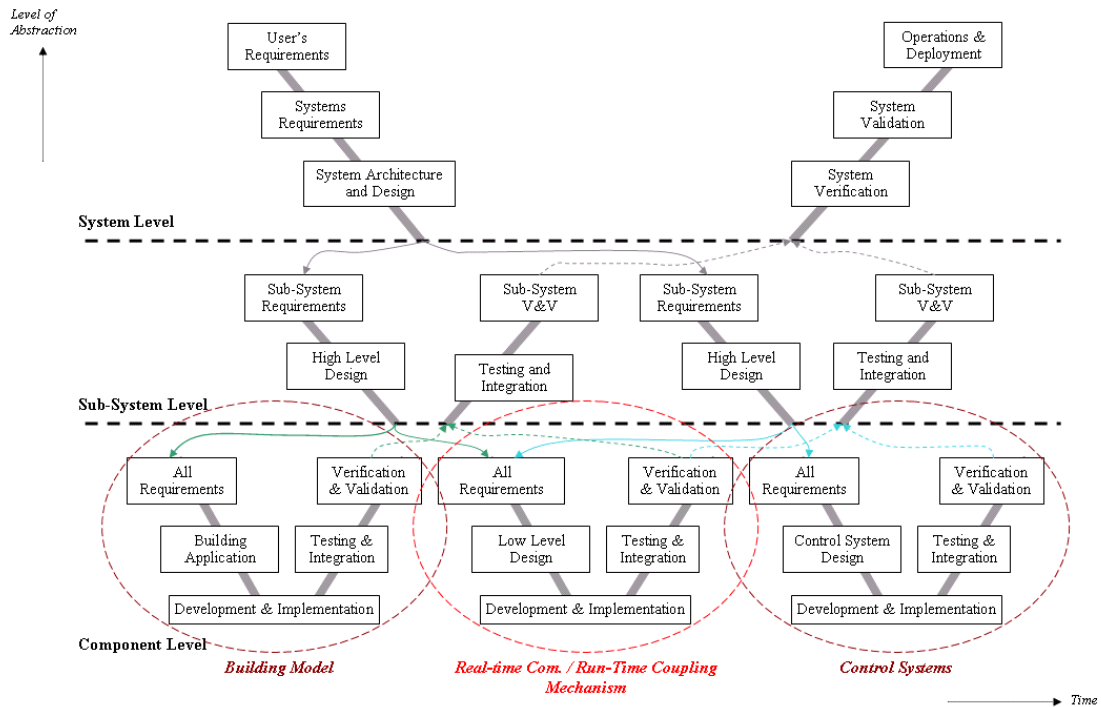 Level of
Abstraction
User's
Requirements
Operations &
Deployment
Systems
Requirements
System
Validation
System Architecture
and Design
System
Verification
System Level
Sub-System
Requirements
Sub-System
V&V
Sub-System
Requirements
Sub-System
V&V
High Level
Design
Testing and
Integration
High Level
Design
Testing and
Integration
Sub-System Level
All
Requirements
Verification
& Validation
All
Requirements
Verification
& Validation
All
Requirements
Verification
& Validation
Building
Application
Testing &
Integration
Low Level
Design
Testing &
Integration
Control System
Design
Testing &
Integration
Development & Implementation
Development & Implementation
Development & Implementation
Component Level
Building Model
Real-time Com. / Run-Time Coupling
Mechanism
Control Systems
Time